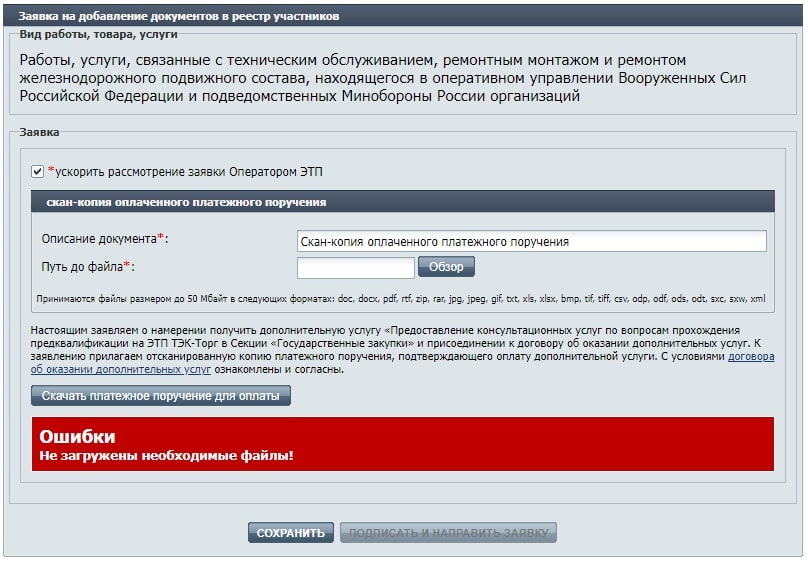 Заявка на добавление документов в реестр участников
Вид работы, товара, услуги
Работы, услуги, связанные с техническим обслуживанием, ремонтным монтажом и ремонтом
железнодорожного подвижного состава, находящегося в оперативном управлении Вооруженных Сил
Российской Федерации и подведомственных Минобороны России организаций
Заявка
*ускорить рассмотрение заявки Оператором ЭТП
скан-копия оплаченного платежного поручения
Описание документа*: Скан-копия оплаченного платежного поручения
Путь до файла*: Обзор
Принимаются файлы размером до 50 Мбайт в следующих форматах: doc, docx, pdf, rtf, zip, rar, jpg, jpeg, gif, txt, xls, xlsx, bmp, tif, tiff, csv, odp, odf, ods, odt, sxc, sxw, xml
Настоящим заявляем о намерении получить дополнительную услугу «Предоставление консультационных услуг по вопросам прохождения
предквалификации на ЭТП ТЭК-Торг в Секции «Государственные закупки» и присоединении к договору об оказании дополнительных услуг. К
заявлению прилагаем отсканированную копию платежного поручения, подтверждающего оплату дополнительной услуги. С условиями договора
об оказании дополнительных услуг ознакомлены и согласны.
Скачать платежное поручение для оплаты
Ошибки
Не загружены необходимые файлы!
СОХРАНИТЬ ПОДПИСАТЬ И НАПРАВИТЬ ЗАЯВКУ